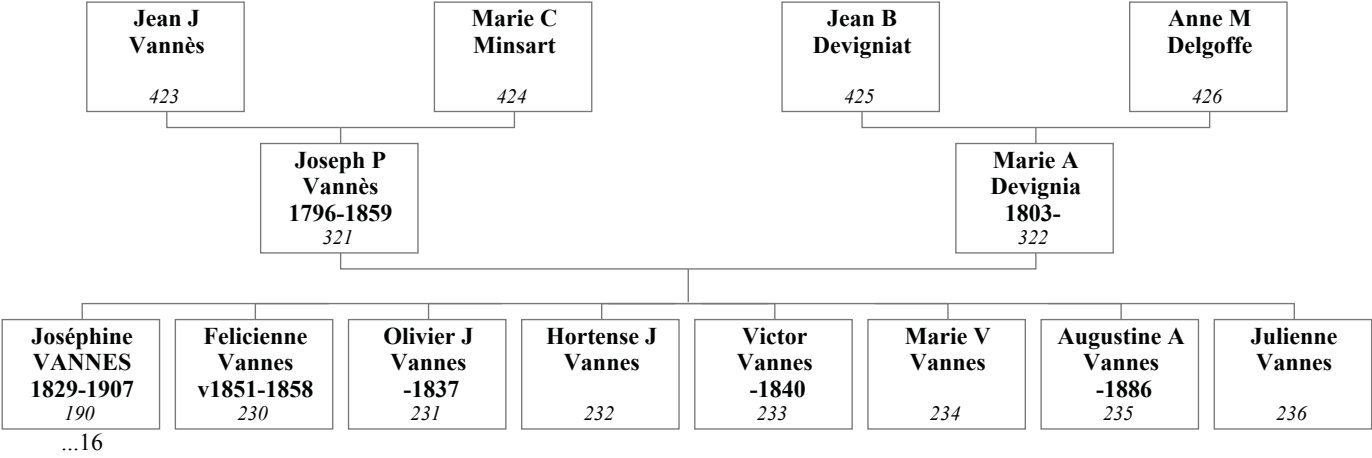 Jean J
Vannès
423
Marie C
Minsart
424
Jean B
Devigniat
425
Anne M
Delgoffe
426
Joseph P
Vannès
1796-1859
321
Marie A
Devignia
1803-
322
Joséphine
VANNES
1829-1907
190
...16
Felicienne
Vannes
v1851-1858
230
Olivier J
Vannes
-1837
231
Hortense J
Vannes
232
Victor
Vannes
-1840
233
Marie V
Vannes
234
Augustine A
Vannes
-1886
235
Julienne
Vannes
236